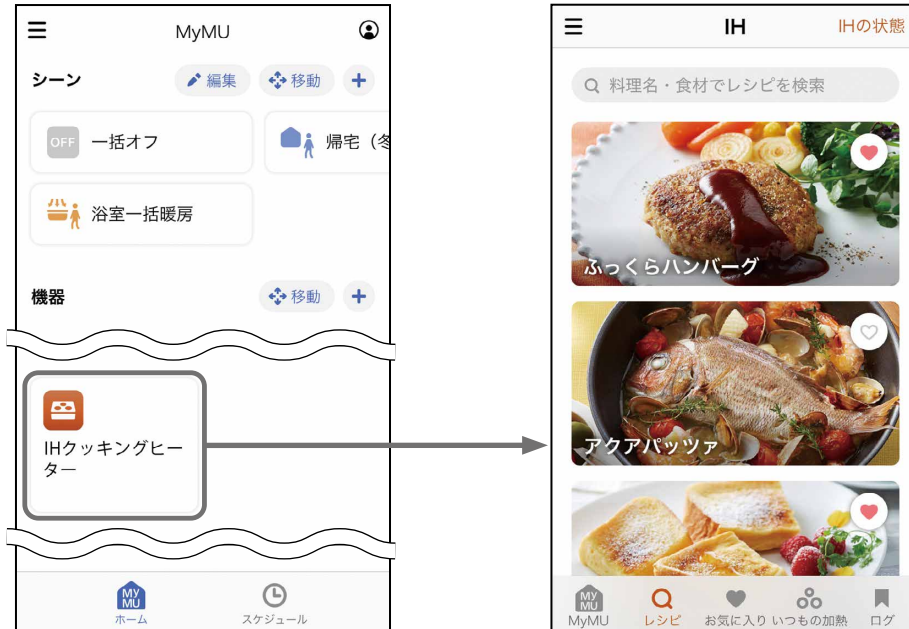 MyMU
シーン
編集
移動
OFF
一括オフ
帰宅（冬
浴室一括暖房
機器
移動
IHクッキングヒー
ター
MY
MU
ホーム
スケジュール
IH
IHの状態
料理名・食材でレシピを検索
ふっくらハンバーグ
アクアパッツァ
MY
MU
MyMU
レシピ
お気に入り
いつもの加熱
ログ